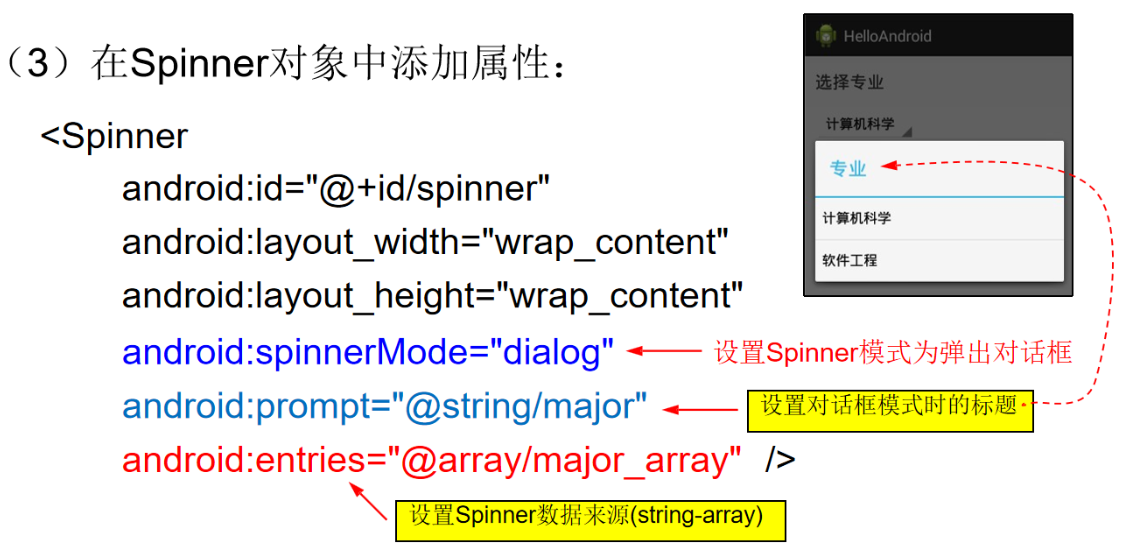 （3）在Spinner对象中添加属性：
<Spinner
android:id="@+id/spinner"
android:layout_width="wrap_content"
android:layout_height="wrap_content"
android:spinnerMode="dialog"
设置Spinner模式为弹出对话框
android:prompt="@string/major"
设置对话框模式时的标题
android:entries="@array/major_array" />
设置Spinner数据来源(string-array)
HelloAndroid
选择专业
计算机科学
专业
计算机科学
软件工程